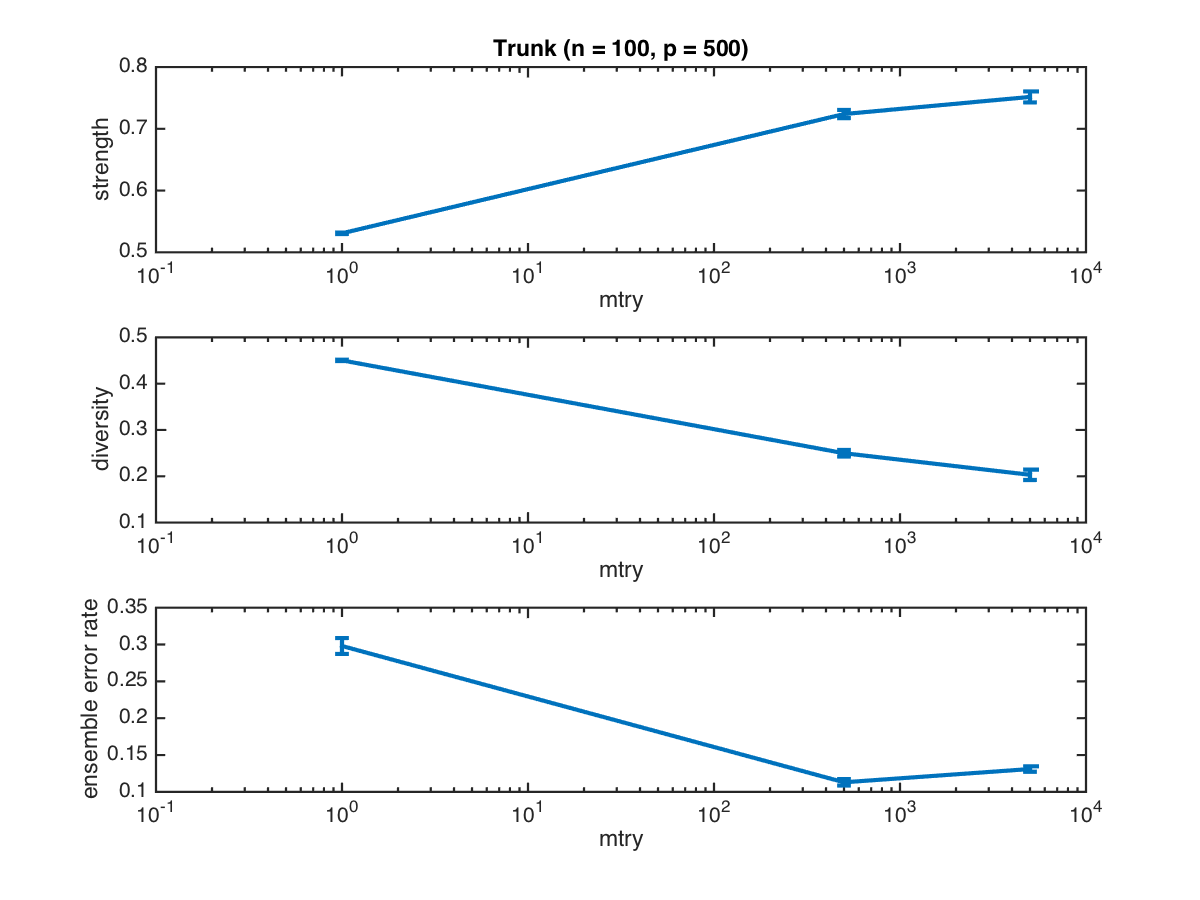 Trunk (n = 100, p = 500)
0.8
0.7
0.6
0.5
strength
10^-1 10^0 10^1 10^2 10^3 10^4
mtry
0.5
0.4
0.3
0.2
0.1
diversity
10^-1 10^0 10^1 10^2 10^3 10^4
mtry
0.35
0.3
0.25
0.2
0.15
0.1
ensemble error rate
10^-1 10^0 10^1 10^2 10^3 10^4
mtry